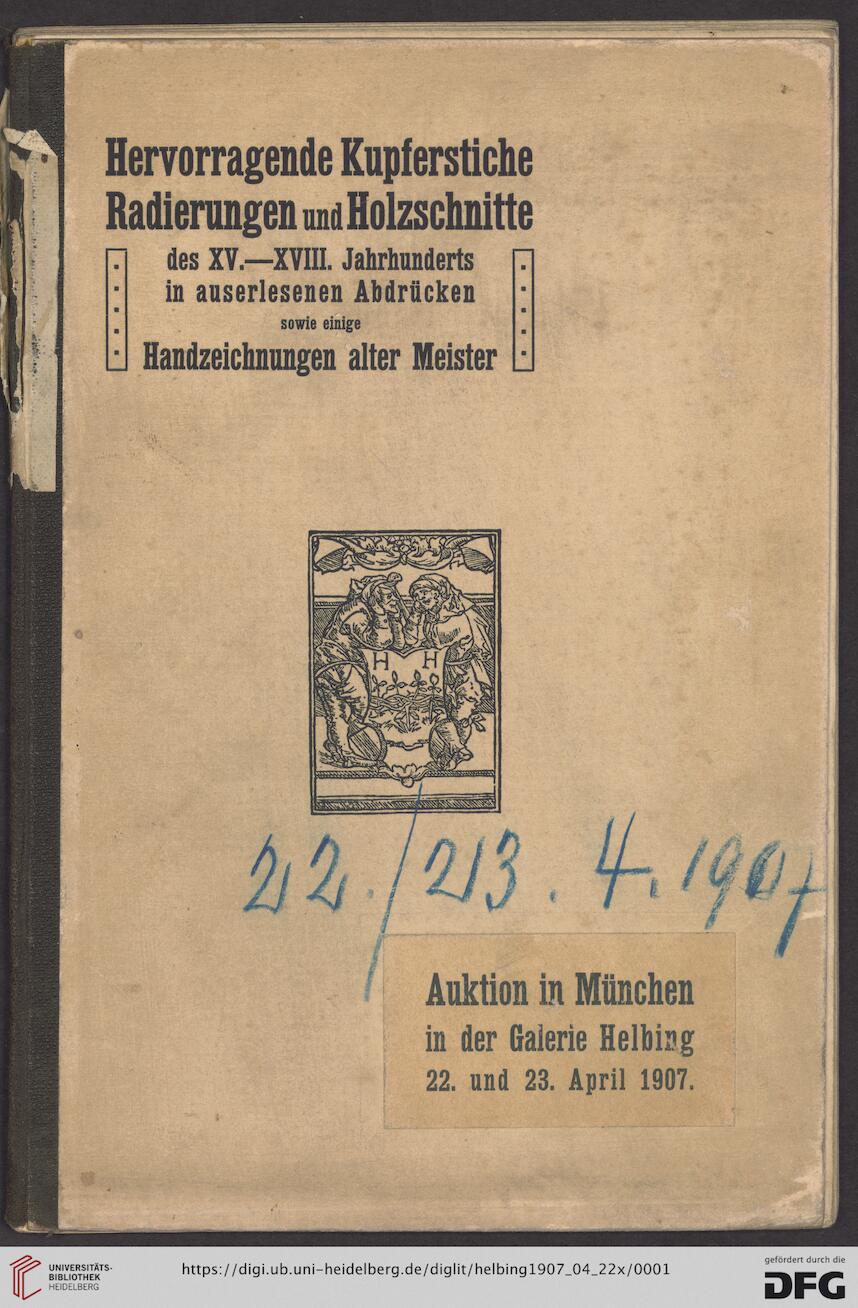 Hervorragende Kupferstiche
Radierungen und Holzschnitte
des XV.—XVIII. Jahrhunderts
in auserlesenen Abdrücken
sowie einige
Handzeichnungen alter Meister
H H
22./23. 4. 1907
Auktion in München
in der Galerie Helbing
22. und 23. April 1907.
UNIVERSITÄTS-
BIBLIOTHEK
HEIDELBERG
https://digi.ub.uni-heidelberg.de/diglit/helbing1907_04_22x/0001
gefördert durch die
DFG